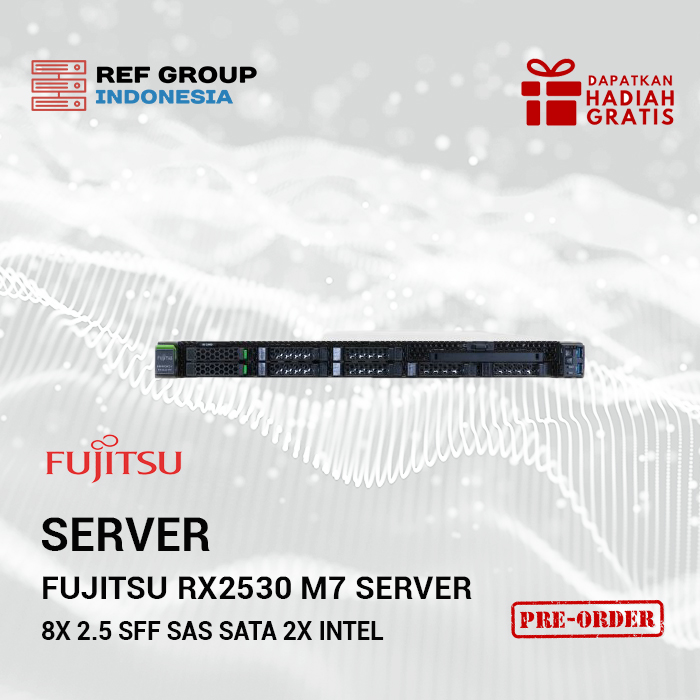 REF GROUP
INDONESIA
DAPATKAN
HADIAH
GRATIS
FUJITSU
FUJITSU
SERVER
FUJITSU RX2530 M7 SERVER
8X 2.5 SFF SAS SATA 2X INTEL
PRE-ORDER